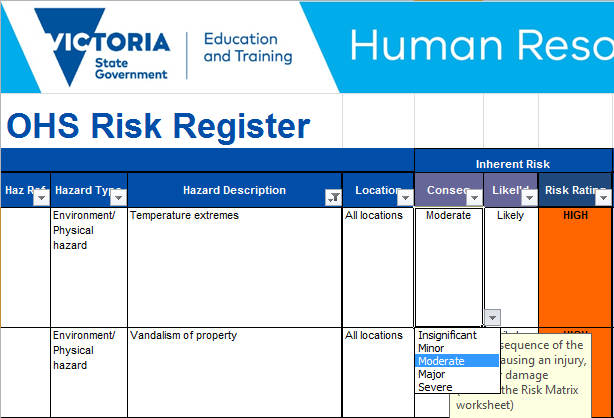 VICTORIA
State
Government
Education
and Training
Human Reso
OHS Risk Register
Inherent Risk
Haz Ref Hazard Type Hazard Description Location Conseq Likel'd Risk Rating
Environment/ Temperature extremes All locations Moderate Likely HIGH
Physical
hazard
Environment/ Vandalism of property All locations
Physical
hazard
Insignificant
Minor
Moderate
Major
Severe
sequence of the
ausing an injury,
r damage
the Risk Matrix
worksheet)